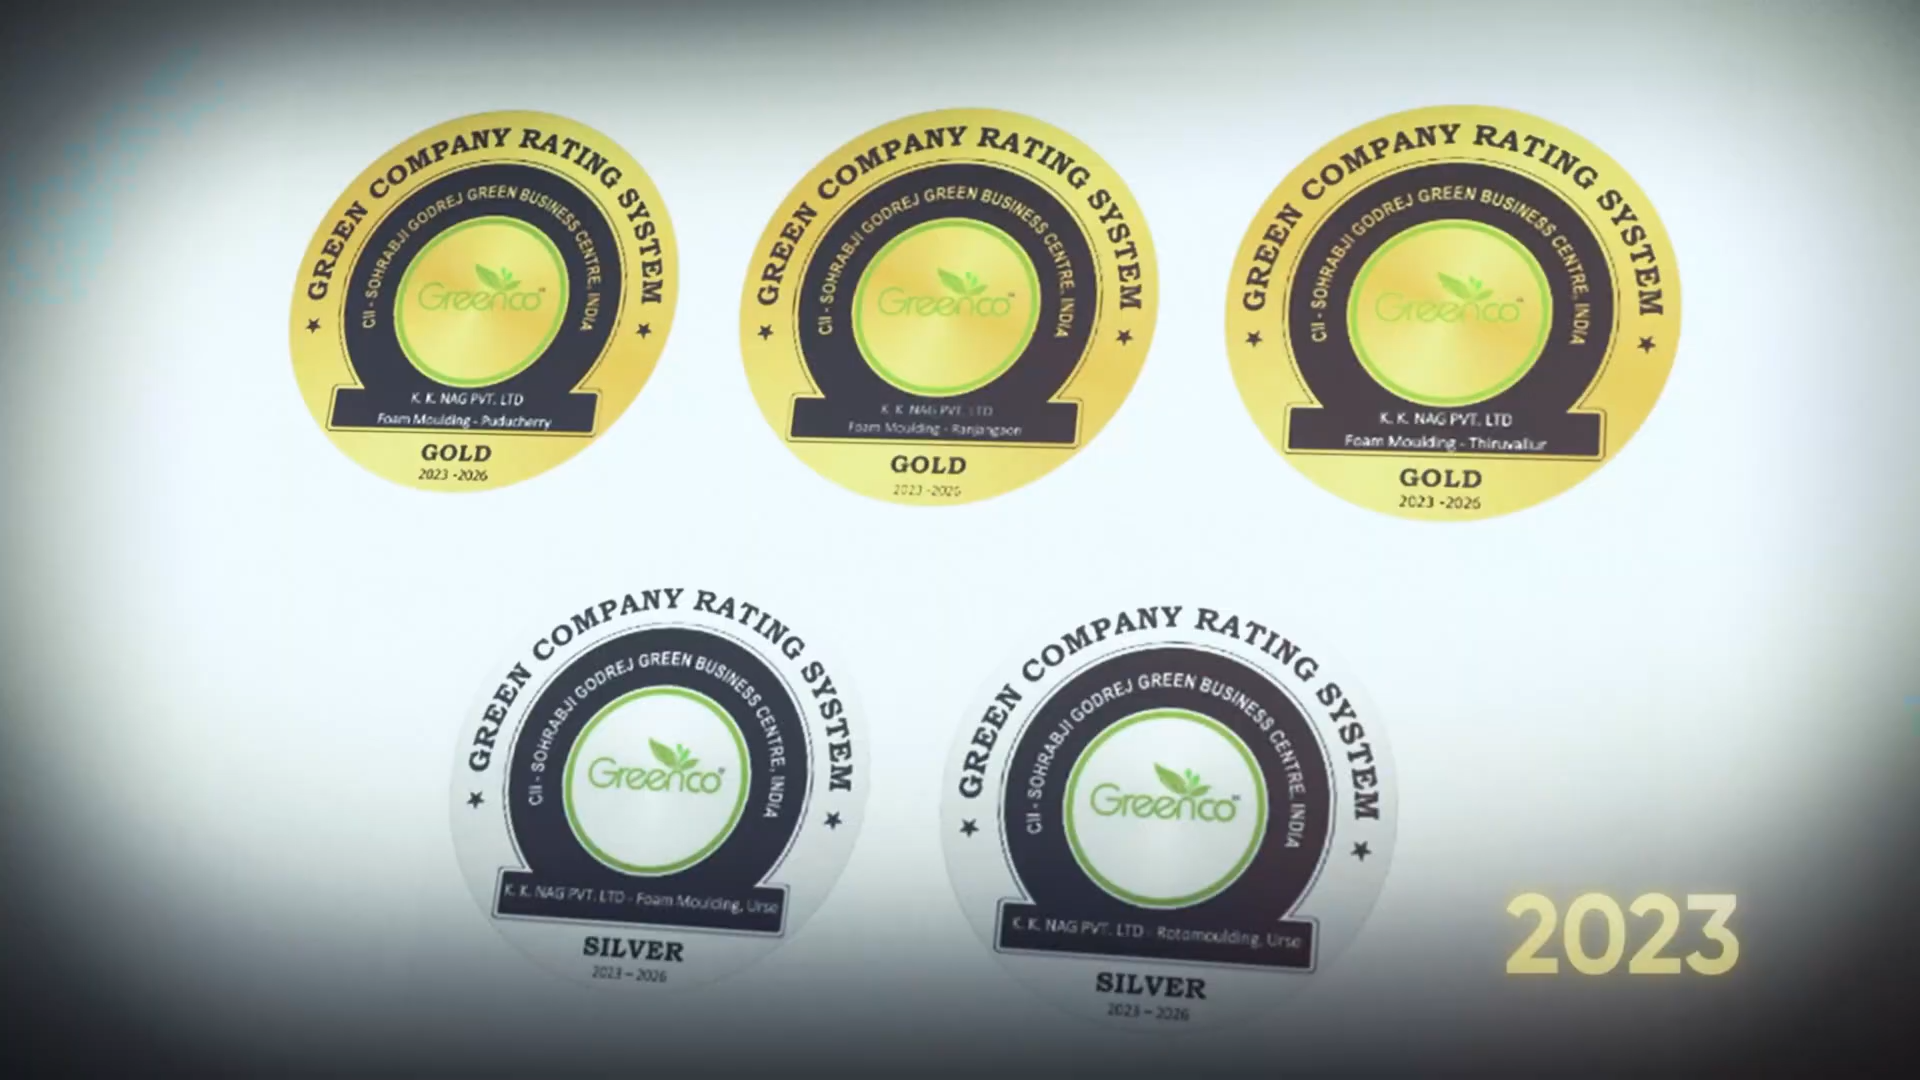 GREEN COMPANY RATING SYSTEM
CII - SOHRABJI GODREJ GREEN BUSINESS CENTRE, INDIA
Greenco
K. K. NAG PVT. LTD
Foam Moulding - Puducherry
GOLD
2023 -2026
GREEN COMPANY RATING SYSTEM
CII - SOHRABJI GODREJ GREEN BUSINESS CENTRE, INDIA
Greenco
K. K. NAG PVT. LTD
Foam Moulding - Ranjangaon
GOLD
2023 -2026
GREEN COMPANY RATING SYSTEM
CII - SOHRABJI GODREJ GREEN BUSINESS CENTRE, INDIA
Greenco
K. K. NAG PVT. LTD
Foam Moulding - Thiruvallur
GOLD
2023 -2026
GREEN COMPANY RATING SYSTEM
CII - SOHRABJI GODREJ GREEN BUSINESS CENTRE, INDIA
Greenco
K. K. NAG PVT. LTD - Foam Moulding, Urse
SILVER
2023 – 2026
GREEN COMPANY RATING SYSTEM
CII - SOHRABJI GODREJ GREEN BUSINESS CENTRE, INDIA
Greenco
K. K. NAG PVT. LTD - Rotomoulding, Urse
SILVER
2023 – 2026
2023